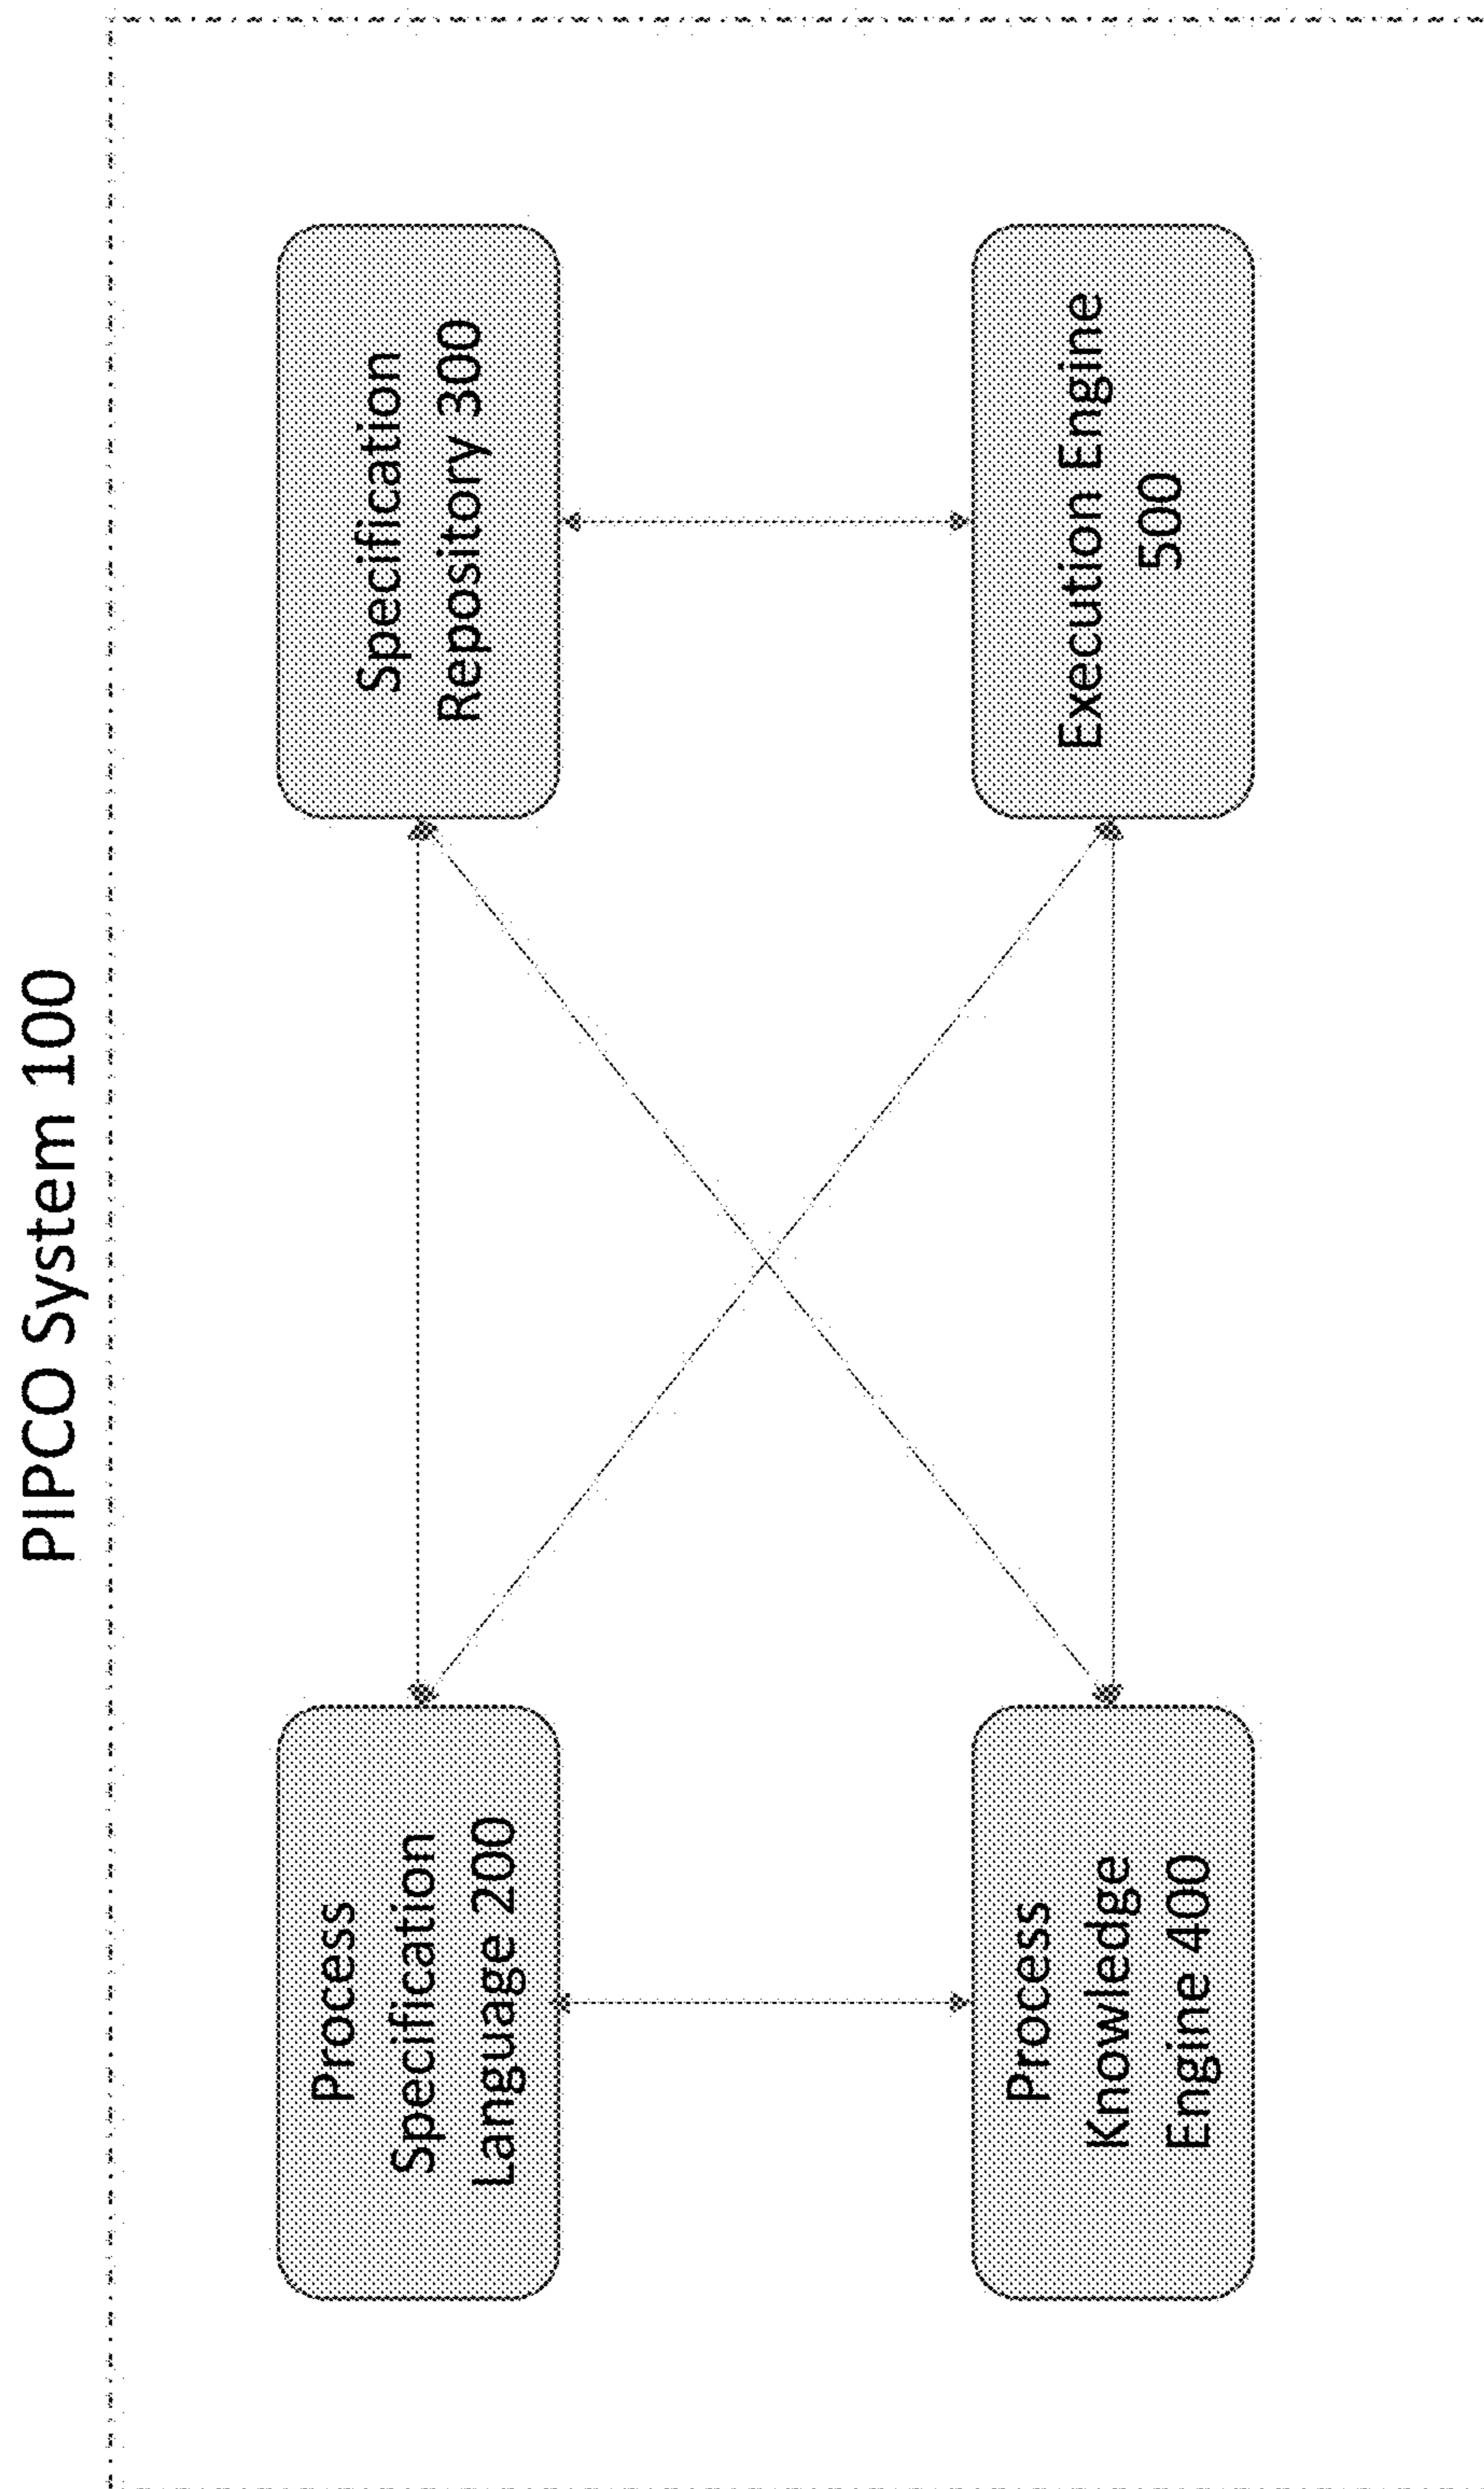 PIPCO System 100
Process
Specification
Language 200
Specification
Repository 300
Process
Knowledge
Engine 400
Execution Engine
500